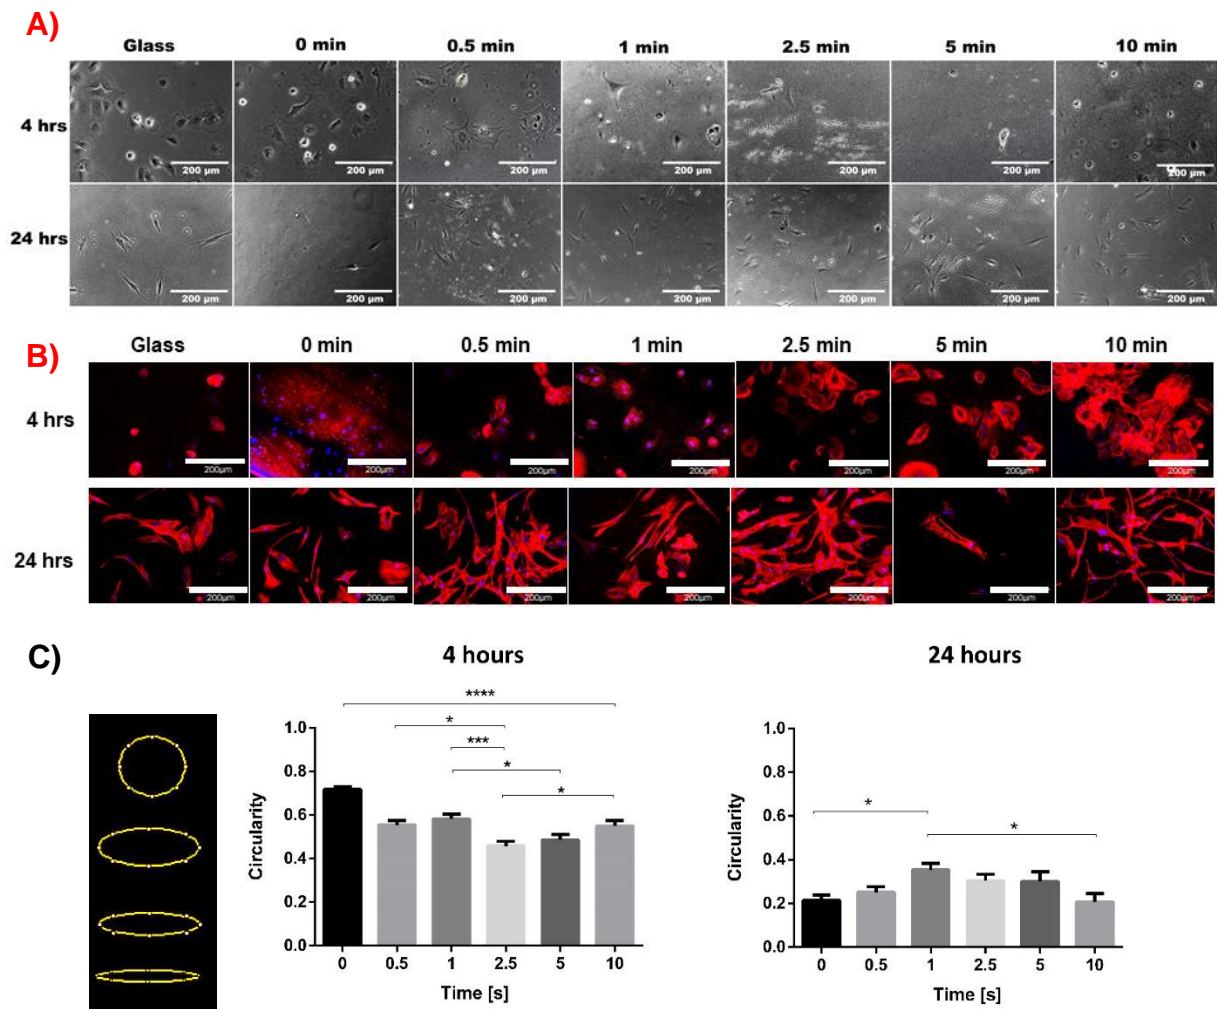 A)
Glass 0 min 0.5 min 1 min 2.5 min 5 min 10 min
4 hrs
200 µm 200 µm 200 µm 200 µm 200 µm 200 µm 200 µm
24 hrs
200 µm 200 µm 200 µm 200 µm 200 µm 200 µm 200 µm
B)
Glass 0 min 0.5 min 1 min 2.5 min 5 min 10 min
4 hrs
200µm 200µm 200µm 200µm 200µm 200µm 200µm
24 hrs
200µm 200µm 200µm 200µm 200µm 200µm 200µm
C)
4 hours
****
*
***
*
*
1.0
0.8
0.6
0.4
0.2
0.0
Circularity
0 0.5 1 2.5 5 10
Time [s]
24 hours
*
*
1.0
0.8
0.6
0.4
0.2
0.0
Circularity
0 0.5 1 2.5 5 10
Time [s]